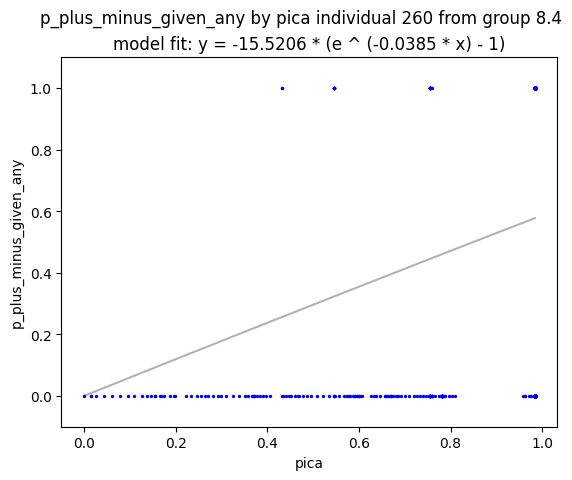 p_plus_minus_given_any by pica individual 260 from group 8.4
model fit: y = -15.5206 * (e ^ (-0.0385 * x) - 1)
1.0
0.8
0.6
0.4
0.2
0.0
p_plus_minus_given_any
0.0 0.2 0.4 0.6 0.8 1.0
pica